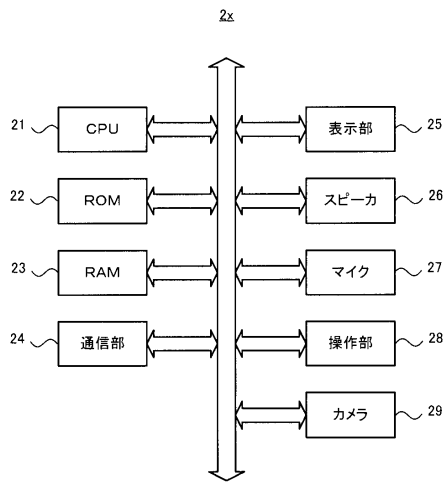 2x
21 CPU
表示部 25
22 ROM
スピーカ 26
23 RAM
マイク 27
24 通信部
操作部 28
カメラ 29